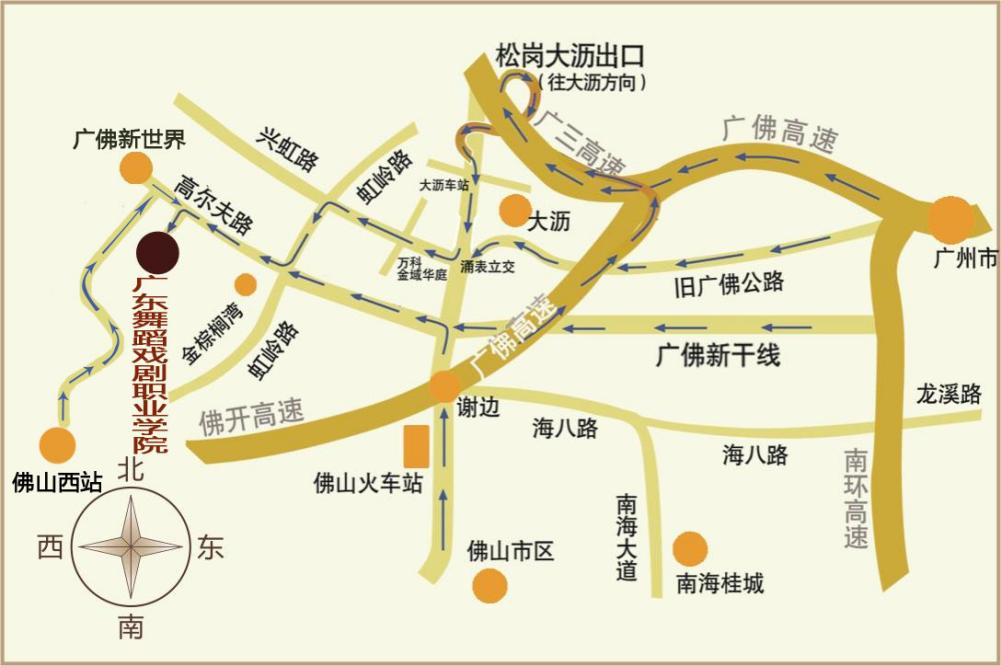 松岗大沥出口
（往大沥方向）
广佛新世界
兴虹路
虹岭路
广三高速
广佛高速
高尔夫路
大沥车站
大沥
广州市
万科
金域华庭
涌表立交
旧广佛公路
广东舞蹈戏剧职业学院
金棕榈湾
虹岭路
广佛高速
广佛新干线
佛开高速
谢边
海八路
海八路
龙溪路
佛山西站
佛山火车站
南海大道
南环高速
佛山市区
南海桂城
北
西
东
南